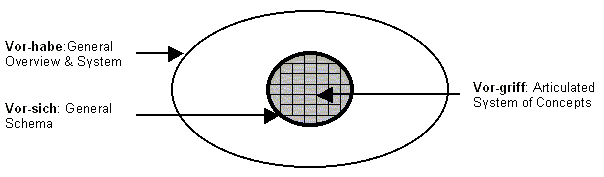 Vor-habe:General
Overview & System
Vor-sich: General
Schema
Vor-griff: Articulated
System of Concepts